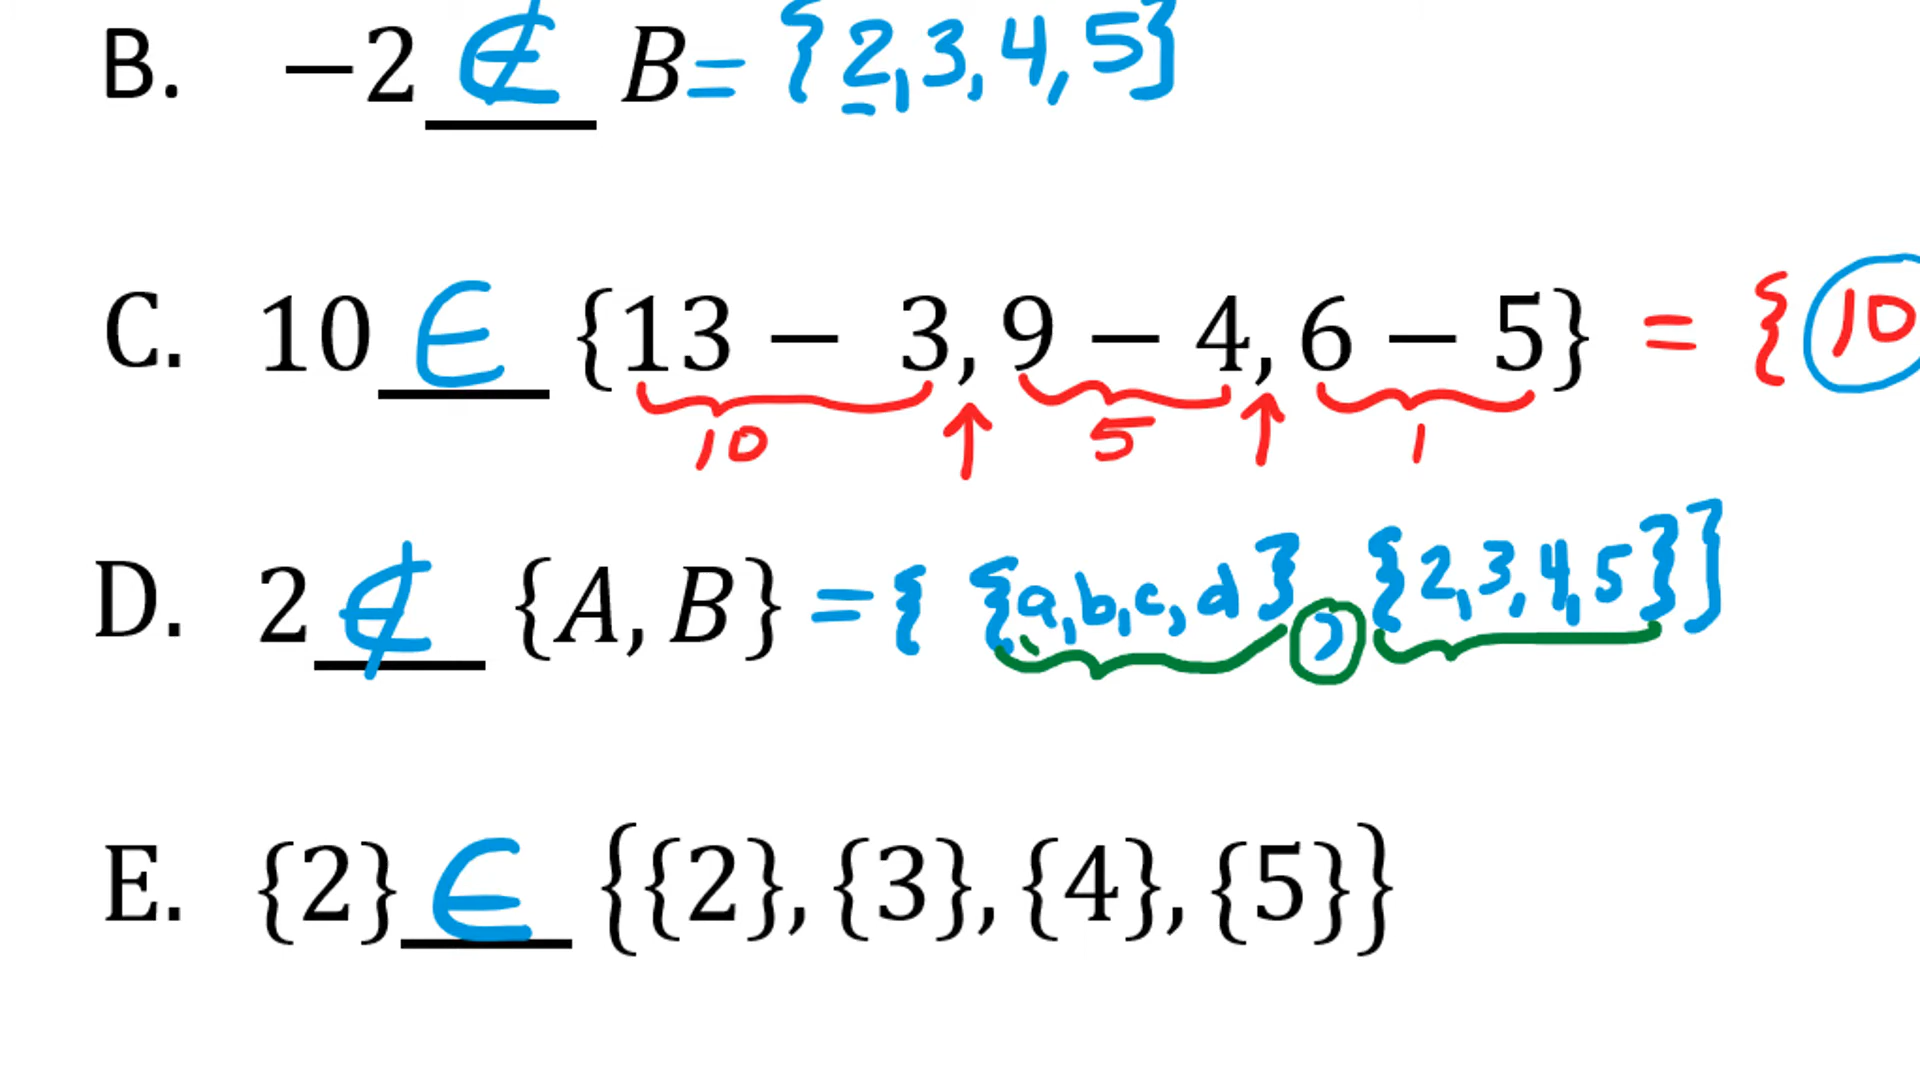 B. −2 ∉ B = {2, 3, 4, 5}
C. 10 ∈ {13 − 3, 9 − 4, 6 − 5} = { 10
10 ↑ 5 ↑ 1
D. 2 ∉ {A, B} = { {a, b, c, d}, {2, 3, 4, 5} }
E. {2} ∈ {{2}, {3}, {4}, {5}}